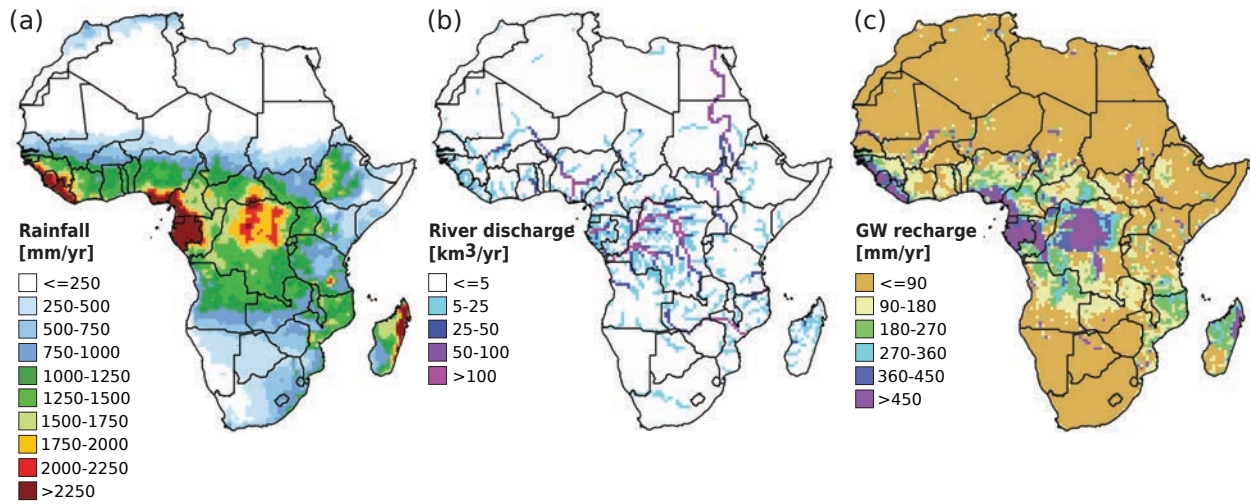 (a)
Rainfall
[mm/yr]
<=250
250-500
500-750
750-1000
1000-1250
1250-1500
1500-1750
1750-2000
2000-2250
>2250
(b)
River discharge
[km3/yr]
<=5
5-25
25-50
50-100
>100
(c)
GW recharge
[mm/yr]
<=90
90-180
180-270
270-360
360-450
>450